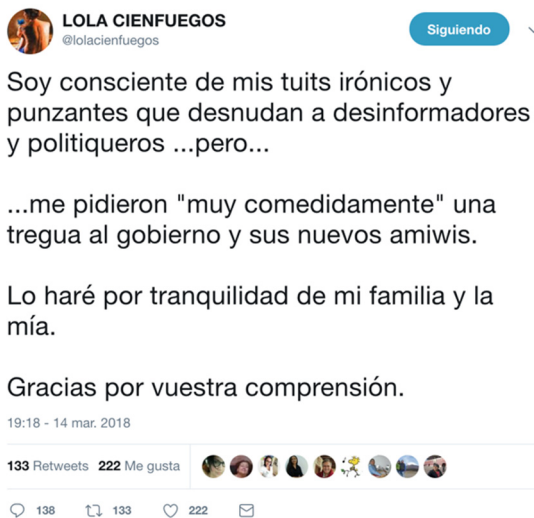 LOLA CIENFUEGOS
@lolacienfuegos
Siguiendo
Soy consciente de mis tuits irónicos y
punzantes que desnudan a desinformadores
y politiqueros ...pero...
...me pidieron "muy comedidamente" una
tregua al gobierno y sus nuevos amiwis.
Lo haré por tranquilidad de mi familia y la
mía.
Gracias por vuestra comprensión.
19:18 - 14 mar. 2018
133 Retweets 222 Me gusta
138 133 222